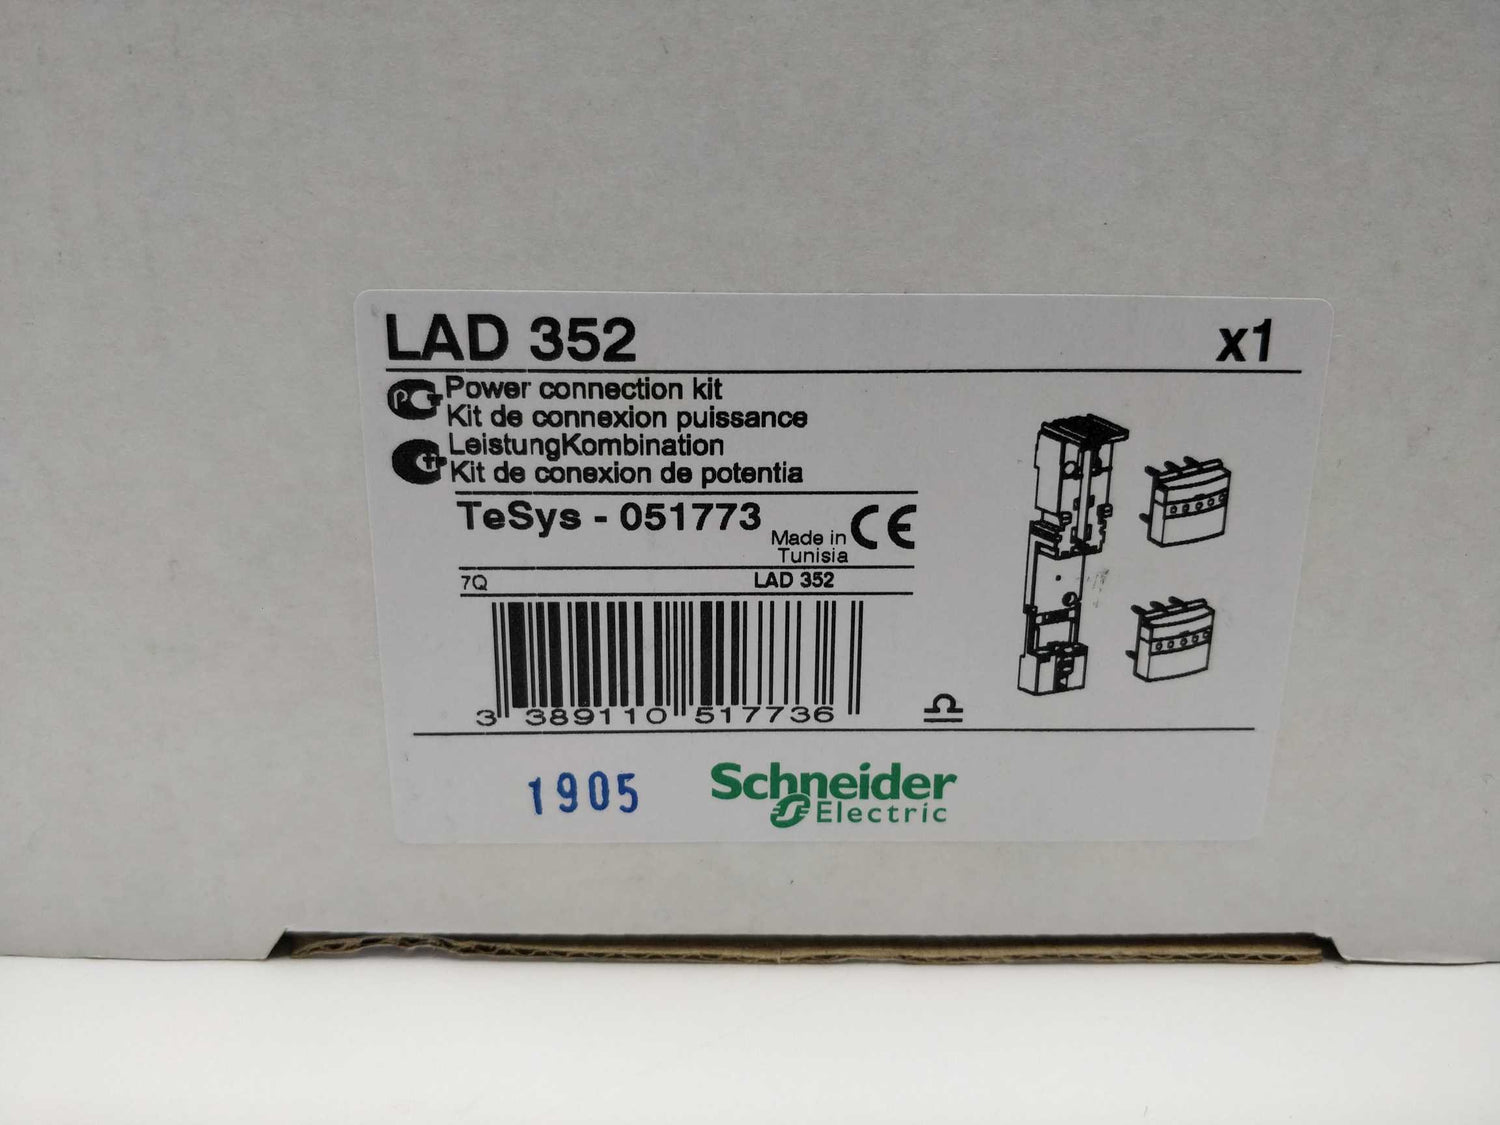 LAD 352 x1
Power connection kit
Kit de connexion puissance
LeistungKombination
Kit de conexion de potentia
TeSys - 051773
Made in
Tunisia
CE
7Q LAD 352
3 389110 517736
1905
Schneider
Electric